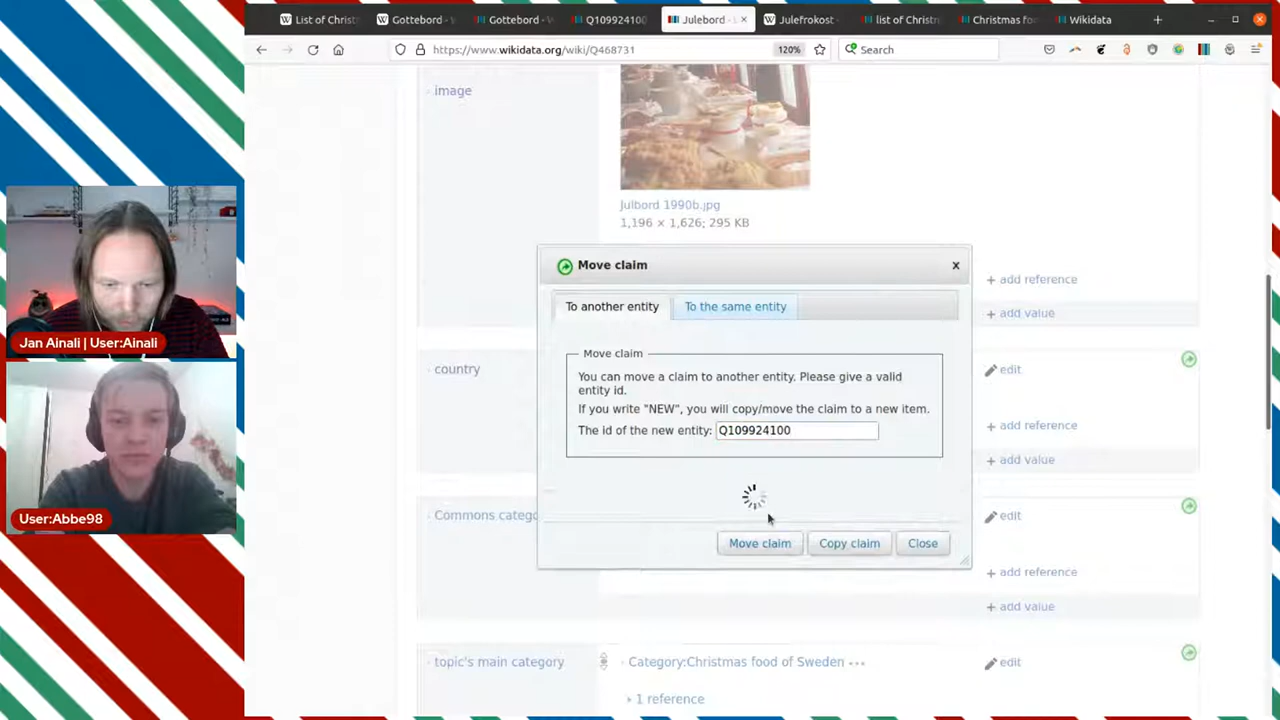 List of Christ
Gottebord -
Gottebord -
Q109924100
Julebord -
Julefrokost
list of Christ
Christmas fo
Wikidata
https://www.wikidata.org/wiki/Q468731
120%
Search
image
Julbord 1990b.jpg
1,196 × 1,626; 295 KB
+ add reference
+ add value
Move claim
x
To another entity
To the same entity
Move claim
You can move a claim to another entity. Please give a valid
entity id.
If you write "NEW", you will copy/move the claim to a new item.
The id of the new entity: Q109924100
Move claim
Copy claim
Close
country
edit
+ add reference
+ add value
Commons catego
edit
+ add reference
+ add value
topic's main category
Category:Christmas food of Sweden
edit
1 reference
Jan Ainali | User:Ainali
User:Abbe98